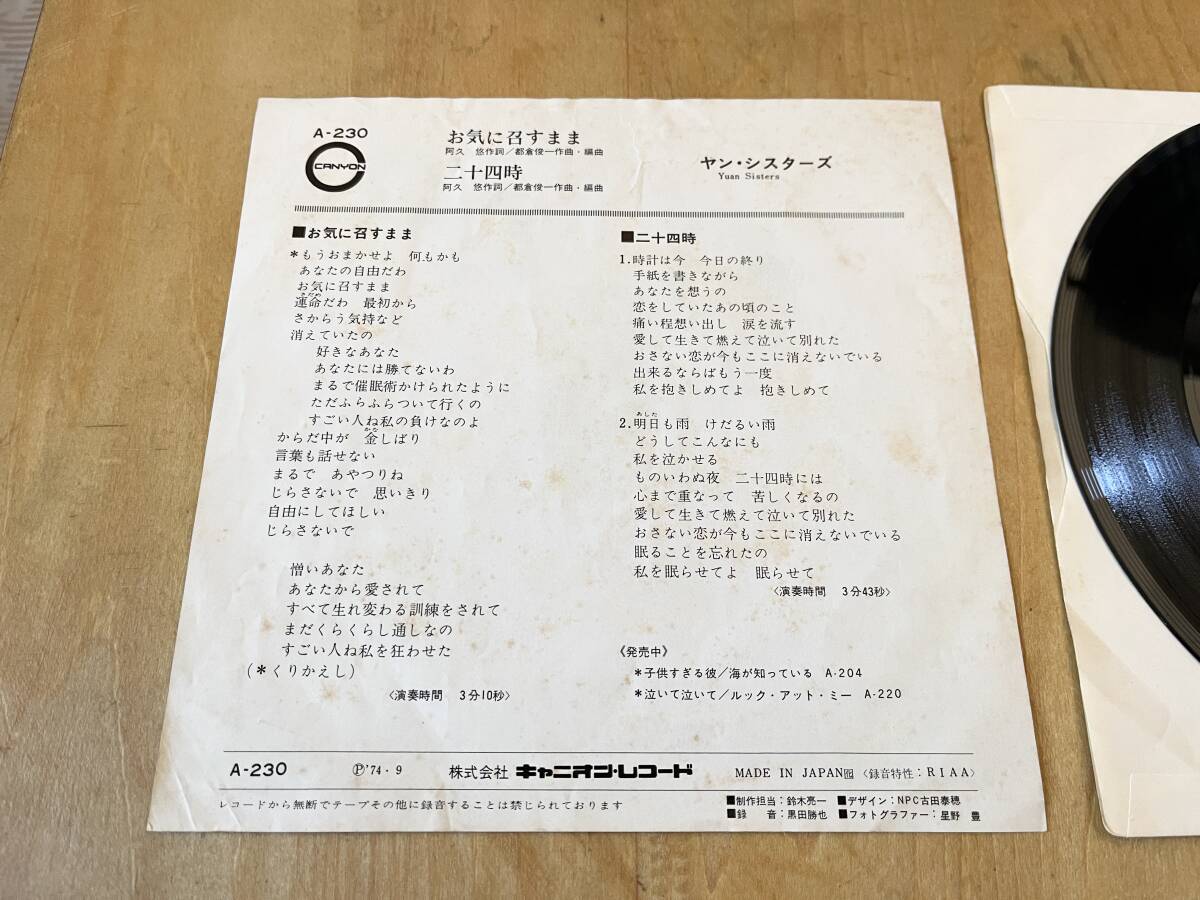 A-230
CANYON
お気に召すまま
阿久 悠作詞／都倉俊一作曲・編曲
二十四時
阿久 悠作詞／都倉俊一作曲・編曲
ヤン・シスターズ
Yuan Sisters
■お気に召すまま
＊もうおまかせよ 何もかも
あなたの自由だわ
お気に召すまま
さだめ
運命だわ 最初から
さからう気持など
消えていたの
好きなあなた
あなたには勝てないわ
まるで催眠術かけられたように
ただふらふらついて行くの
すごい人ね私の負けなのよ
かな
からだ中が 金しばり
言葉も話せない
まるで あやつりね
じらさないで 思いきり
自由にしてほしい
じらさないで
憎いあなた
あなたから愛されて
すべて生れ変わる訓練をされて
まだくらくらし通しなの
すごい人ね私を狂わせた
(＊くりかえし)
〈演奏時間 3分10秒〉
■二十四時
1.時計は今 今日の終り
手紙を書きながら
あなたを想うの
恋をしていたあの頃のこと
痛い程想い出し 涙を流す
愛して生きて燃えて泣いて別れた
おさない恋が今もここに消えないでいる
出来るならばもう一度
私を抱きしめてよ 抱きしめて
あした
2.明日も雨 けだるい雨
どうしてこんなにも
私を泣かせる
ものいわぬ夜 二十四時には
心まで重なって 苦しくなるの
愛して生きて燃えて泣いて別れた
おさない恋が今もここに消えないでいる
眠ることを忘れたの
私を眠らせてよ 眠らせて
〈演奏時間 3分43秒〉
《発売中》
＊子供すぎる彼／海が知っている A-204
＊泣いて泣いて／ルック・アット・ミー A-220
A-230 Ⓟ'74・9 株式会社 キャニオン・レコード MADE IN JAPAN 〈録音特性：RIAA〉
レコードから無断でテープその他に録音することは禁じられております
■制作担当：鈴木亮一 ■デザイン：NPC古田泰穂
■録 音：黒田勝也 ■フォトグラファー：星野 豊